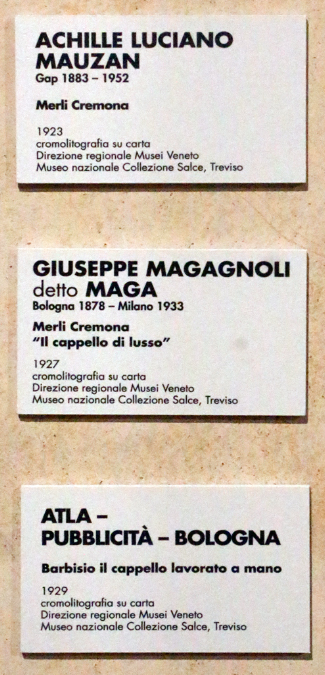 ACHILLE LUCIANO
MAUZAN
Gap 1883 – 1952
Merli Cremona
1923
cromolitografia su carta
Direzione regionale Musei Veneto
Museo nazionale Collezione Salce, Treviso
GIUSEPPE MAGAGNOLI
detto MAGA
Bologna 1878 – Milano 1933
Merli Cremona
“Il cappello di lusso”
1927
cromolitografia su carta
Direzione regionale Musei Veneto
Museo nazionale Collezione Salce, Treviso
ATLA –
PUBBLICITÀ – BOLOGNA
Barbisio il cappello lavorato a mano
1929
cromolitografia su carta
Direzione regionale Musei Veneto
Museo nazionale Collezione Salce, Treviso